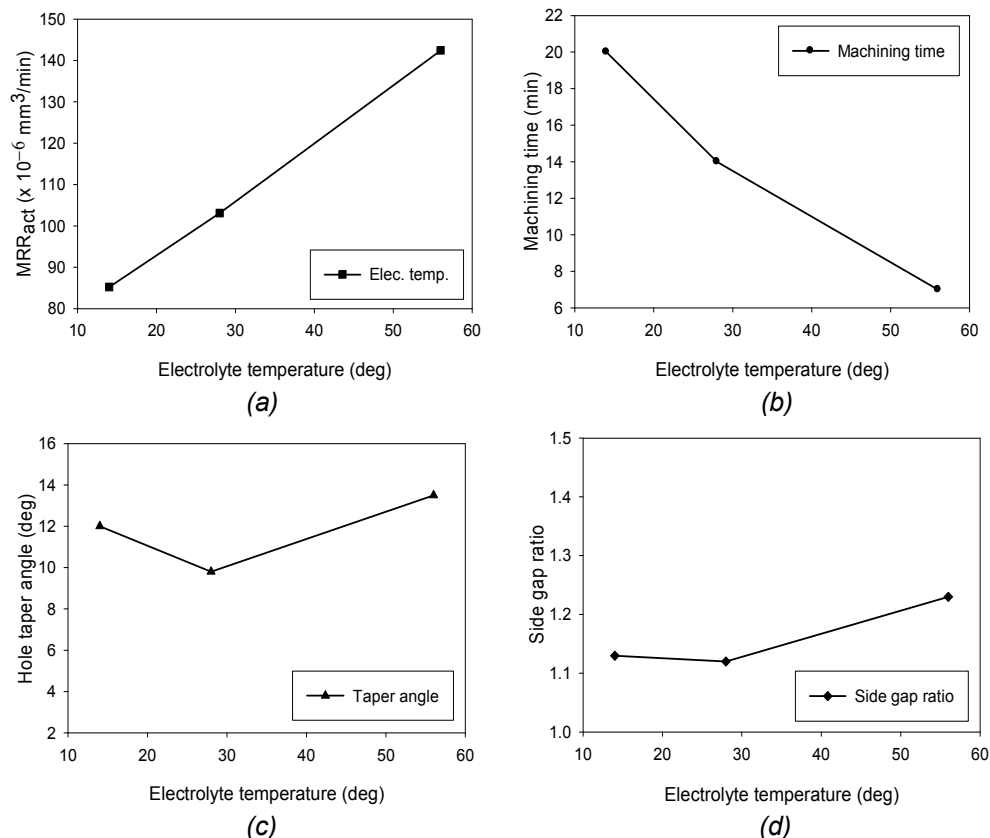 150
140
130
120
110
100
90
80
MRRact (x 10–6 mm3/min)
Elec. temp.
10 20 30 40 50 60
Electrolyte temperature (deg)
(a)
22
20
18
16
14
12
10
8
6
Machining time (min)
Machining time
10 20 30 40 50 60
Electrolyte temperature (deg)
(b)
16
14
12
10
8
6
4
2
Hole taper angle (deg)
Taper angle
10 20 30 40 50 60
Electrolyte temperature (deg)
(c)
1.5
1.4
1.3
1.2
1.1
1.0
Side gap ratio
Side gap ratio
10 20 30 40 50 60
Electrolyte temperature (deg)
(d)